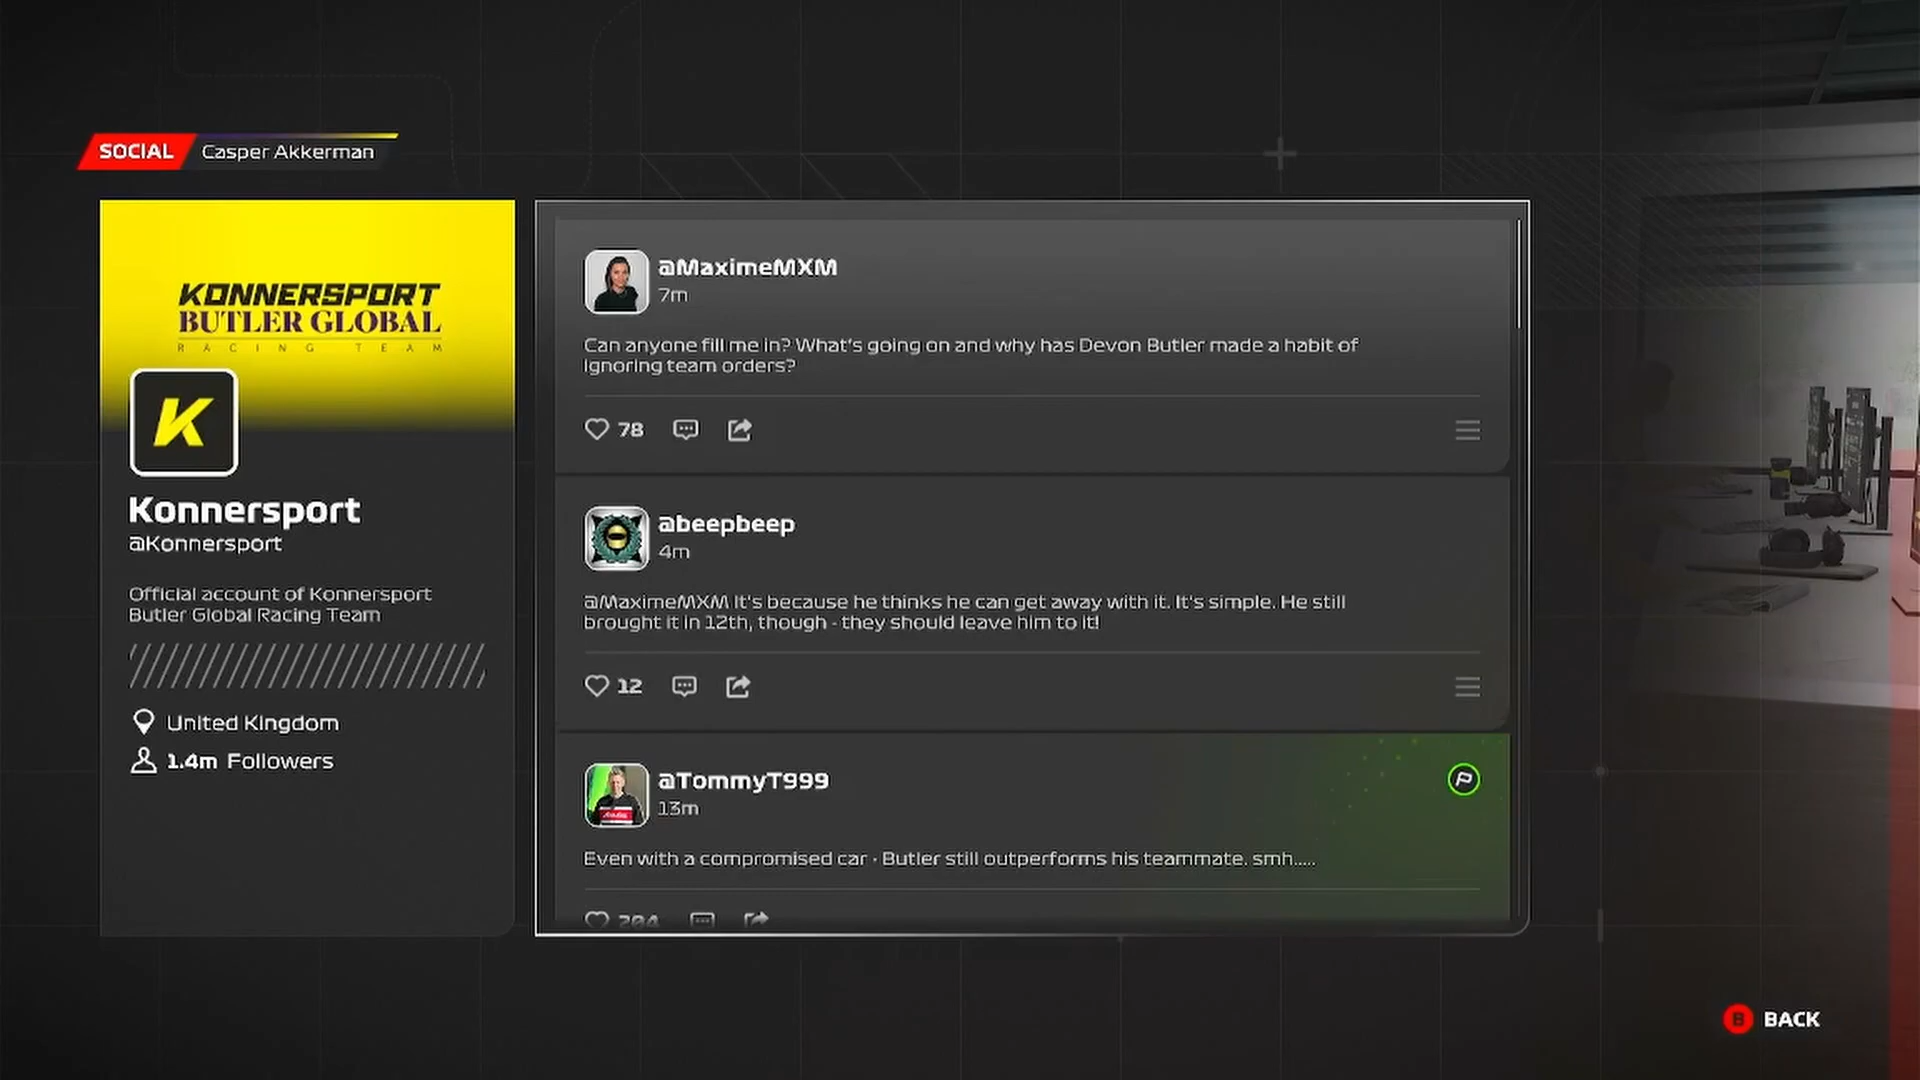 SOCIAL Casper Akkerman
KONNERSPORT
BUTLER GLOBAL
RACING TEAM
K
Konnersport
@Konnersport
Official account of Konnersport
Butler Global Racing Team
United Kingdom
1.4m Followers
@MaximeMXM
7m
Can anyone fill me in? What's going on and why has Devon Butler made a habit of
ignoring team orders?
78
@beepbeep
4m
@MaximeMXM It's because he thinks he can get away with it. It's simple. He still
brought it in 12th, though - they should leave him to it!
12
@TommyT999
13m
Even with a compromised car - Butler still outperforms his teammate. smh.....
204
B BACK